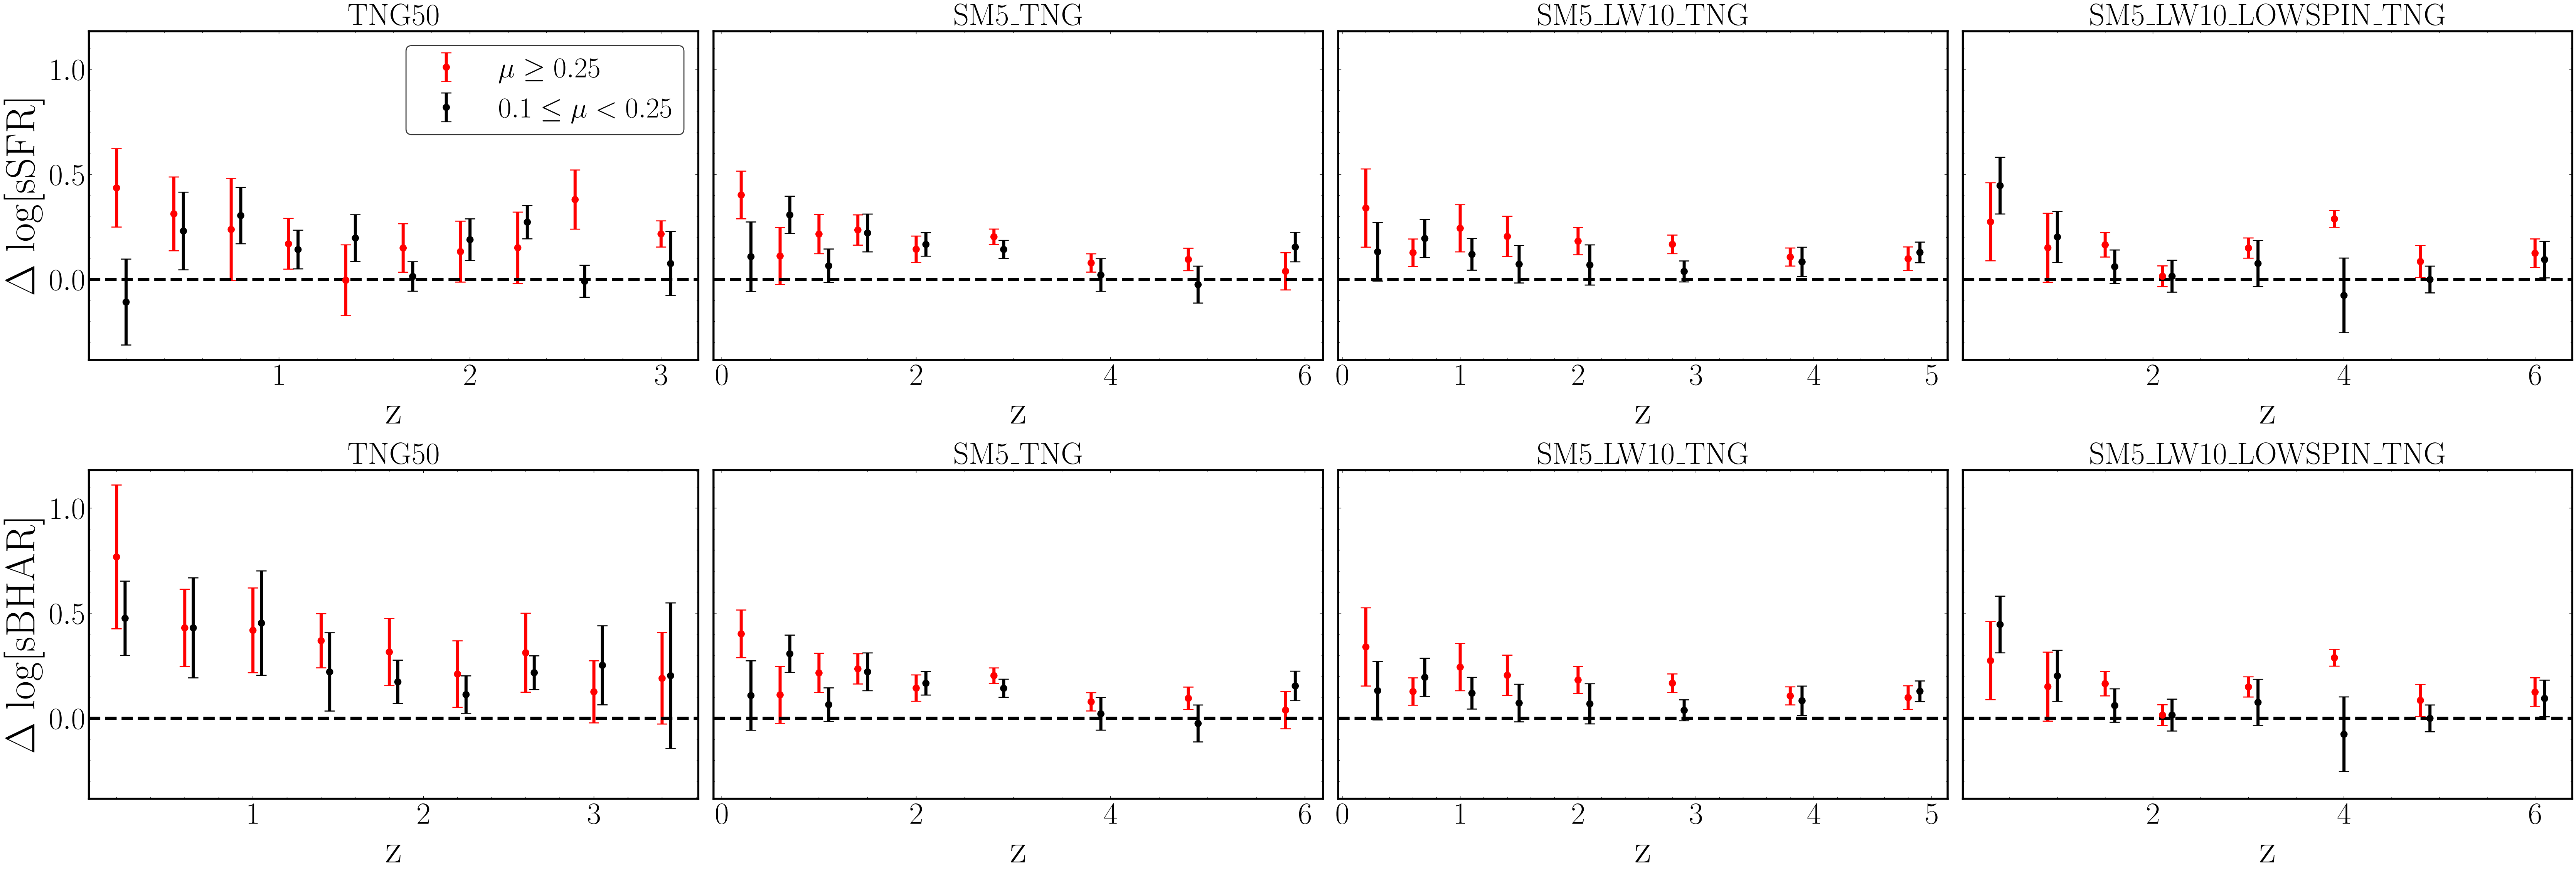 TNG50 SM5_TNG SM5_LW10_TNG SM5_LW10_LOWSPIN_TNG
Δ log[sSFR]
1.0
0.5
0.0
μ ≥ 0.25
0.1 ≤ μ < 0.25
1 2 3 0 2 4 6 0 1 2 3 4 5 2 4 6
z z z z
TNG50 SM5_TNG SM5_LW10_TNG SM5_LW10_LOWSPIN_TNG
Δ log[sBHAR]
1.0
0.5
0.0
1 2 3 0 2 4 6 0 1 2 3 4 5 2 4 6
z z z z